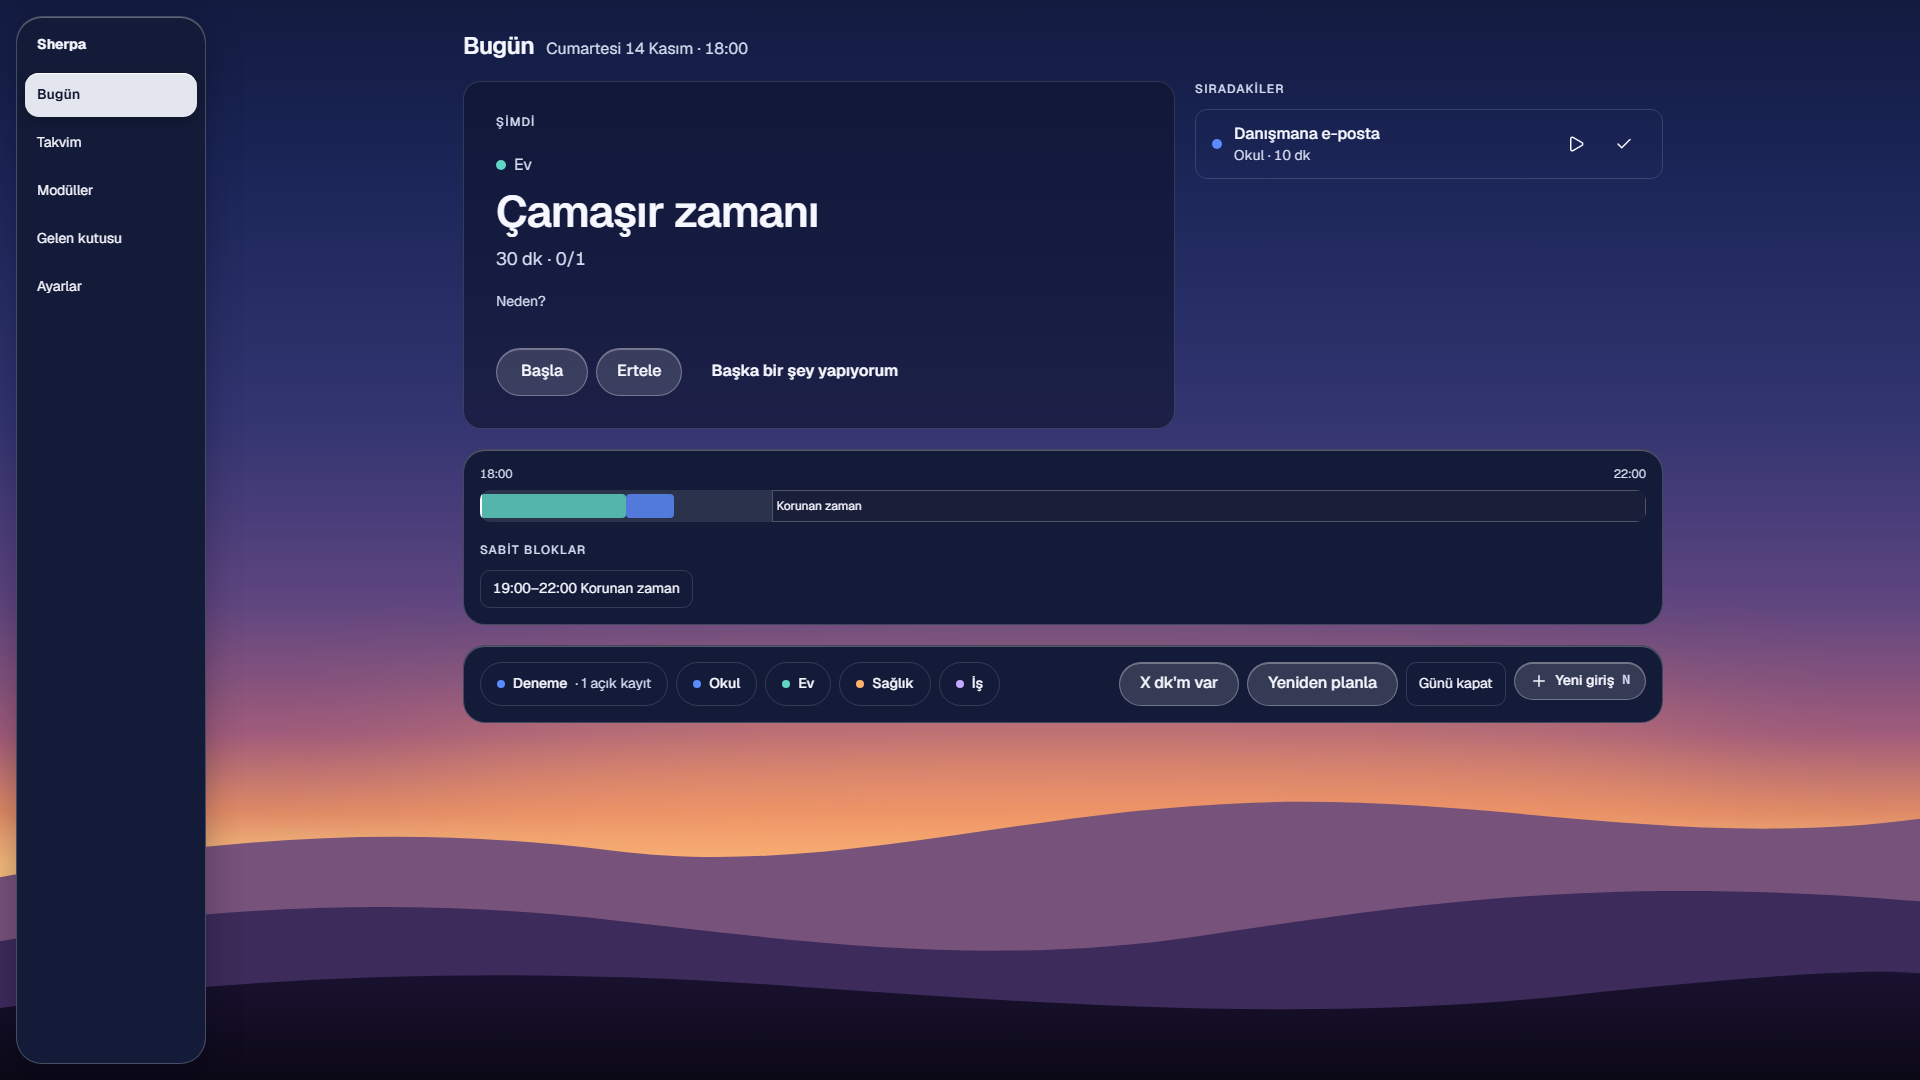 Sherpa
Bugün
Takvim
Modüller
Gelen kutusu
Ayarlar
Bugün Cumartesi 14 Kasım · 18:00
ŞİMDİ
Ev
Çamaşır zamanı
30 dk · 0/1
Neden?
Başla Ertele Başka bir şey yapıyorum
SIRADAKİLER
Danışmana e-posta
Okul · 10 dk
18:00 22:00
Korunan zaman
SABİT BLOKLAR
19:00–22:00 Korunan zaman
Deneme · 1 açık kayıt Okul Ev Sağlık İş X dk'm var Yeniden planla Günü kapat Yeni giriş N